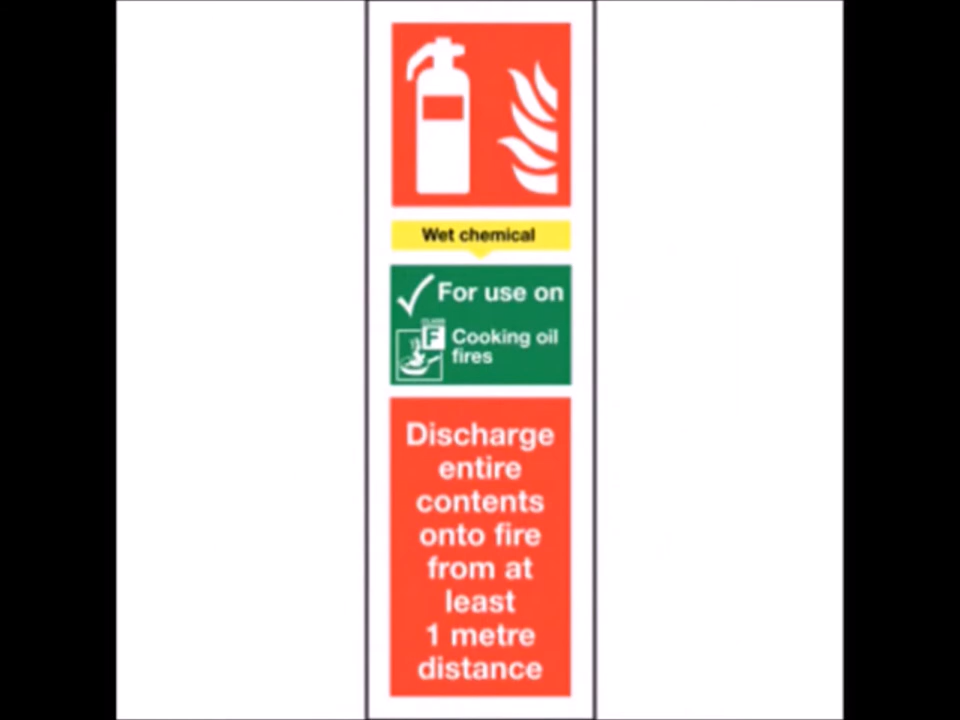 Wet chemical
For use on
F
Cooking oil
fires
Discharge
entire
contents
onto fire
from at
least
1 metre
distance